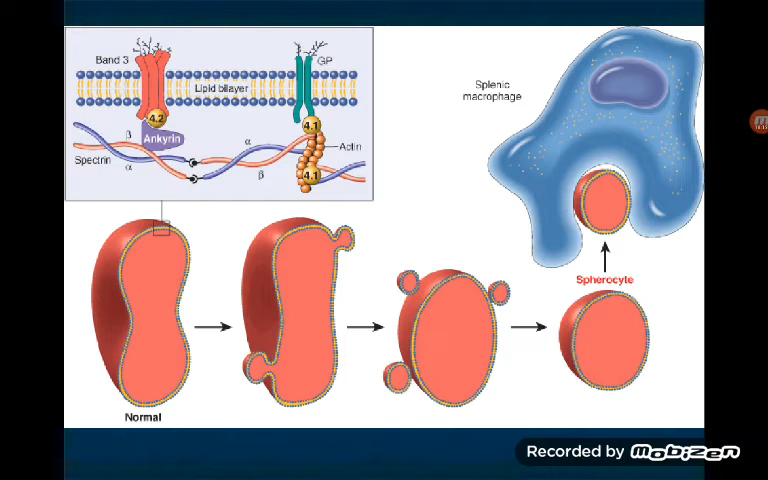 Band 3
GP
Lipid bilayer
4.2
Ankyrin
4.1
β
α
Actin
Spectrin
α
β
4.1
Splenic
macrophage
Spherocyte
Normal
Recorded by Mobizen